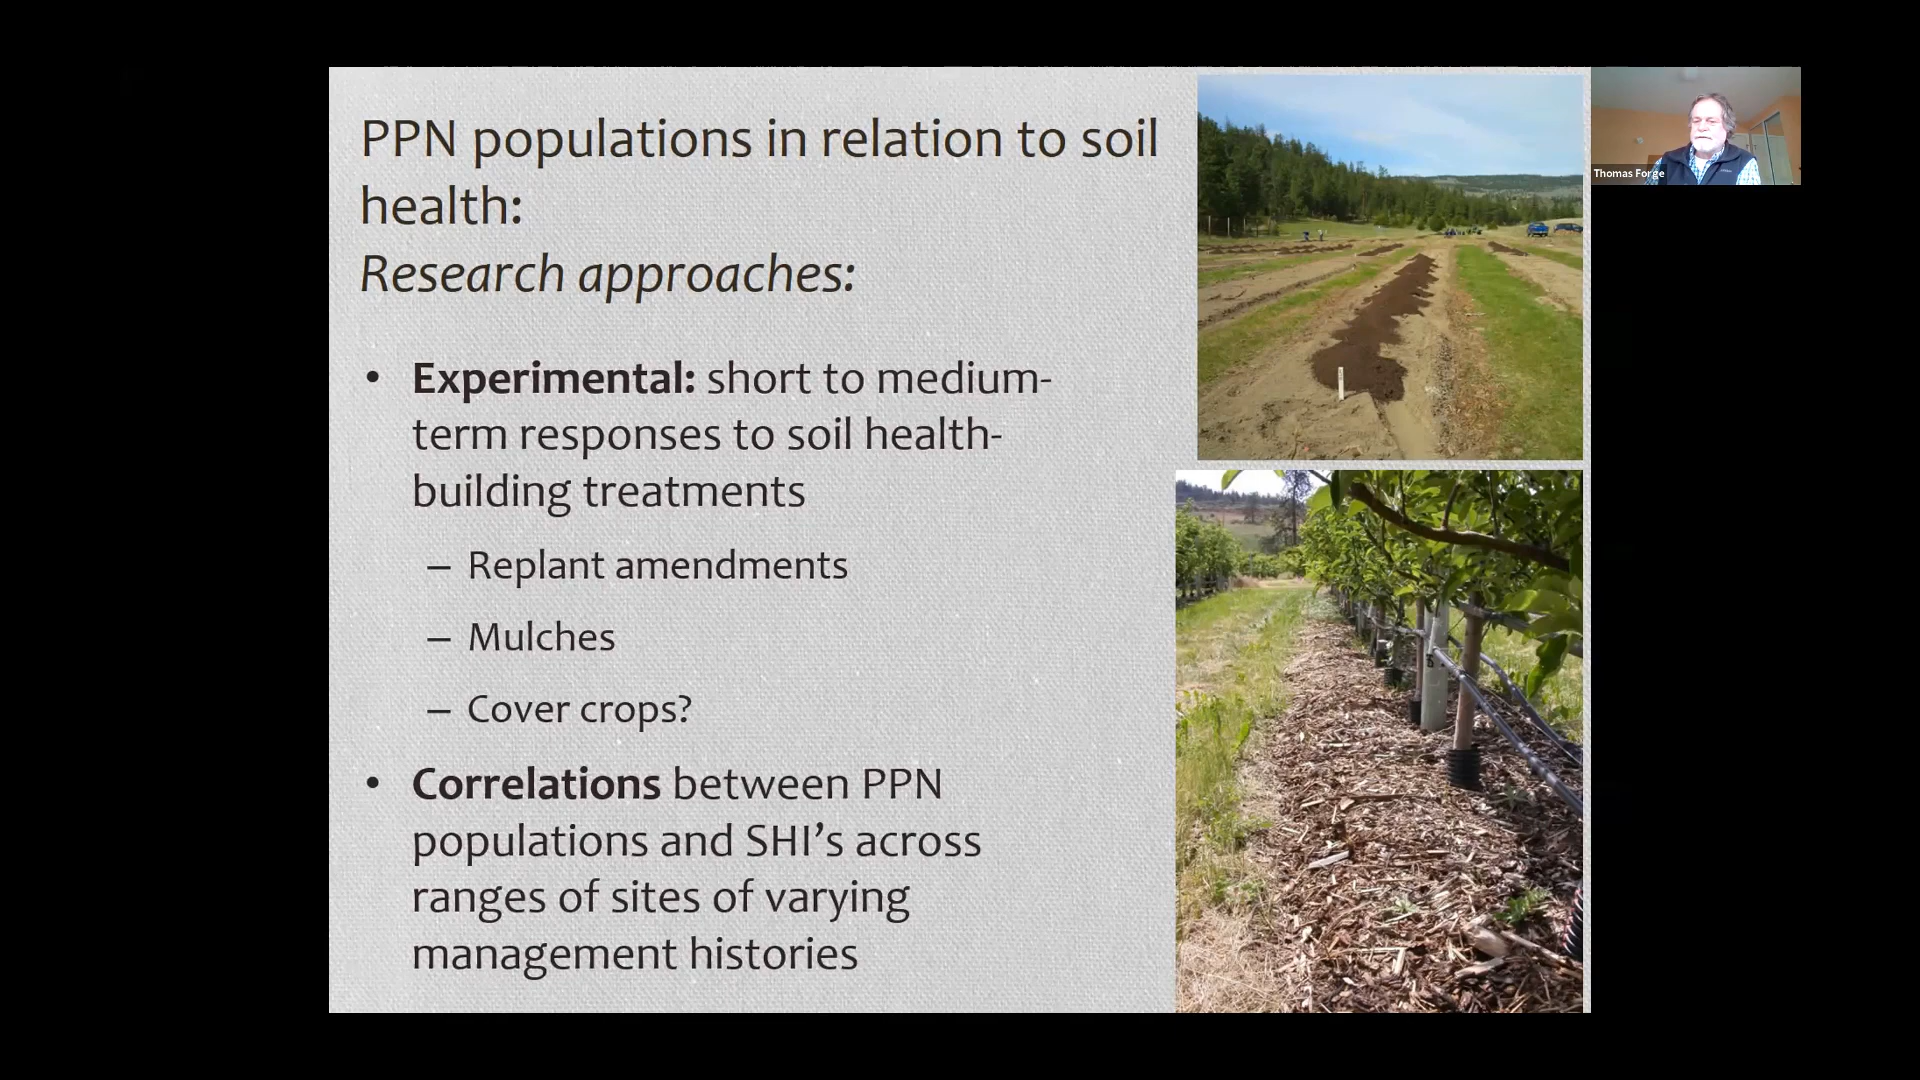 PPN populations in relation to soil
health:
Research approaches:
• Experimental: short to medium-
term responses to soil health-
building treatments
– Replant amendments
– Mulches
– Cover crops?
• Correlations between PPN
populations and SHI’s across
ranges of sites of varying
management histories
Thomas Forge